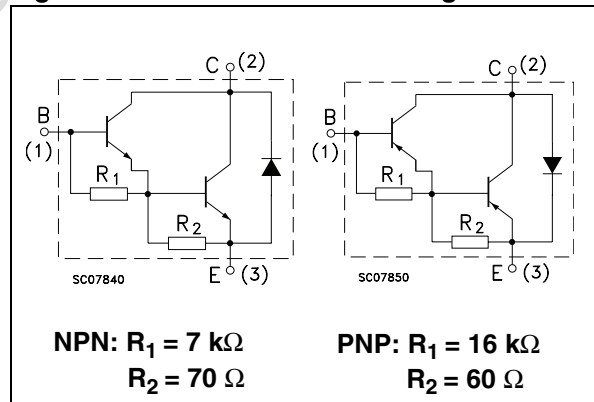 C (2)
B
(1)
R1
R2
E (3)
SC07840
C (2)
B
(1)
R1
R2
E (3)
SC07850
NPN: R1 = 7 kΩ
R2 = 70 Ω
PNP: R1 = 16 kΩ
R2 = 60 Ω